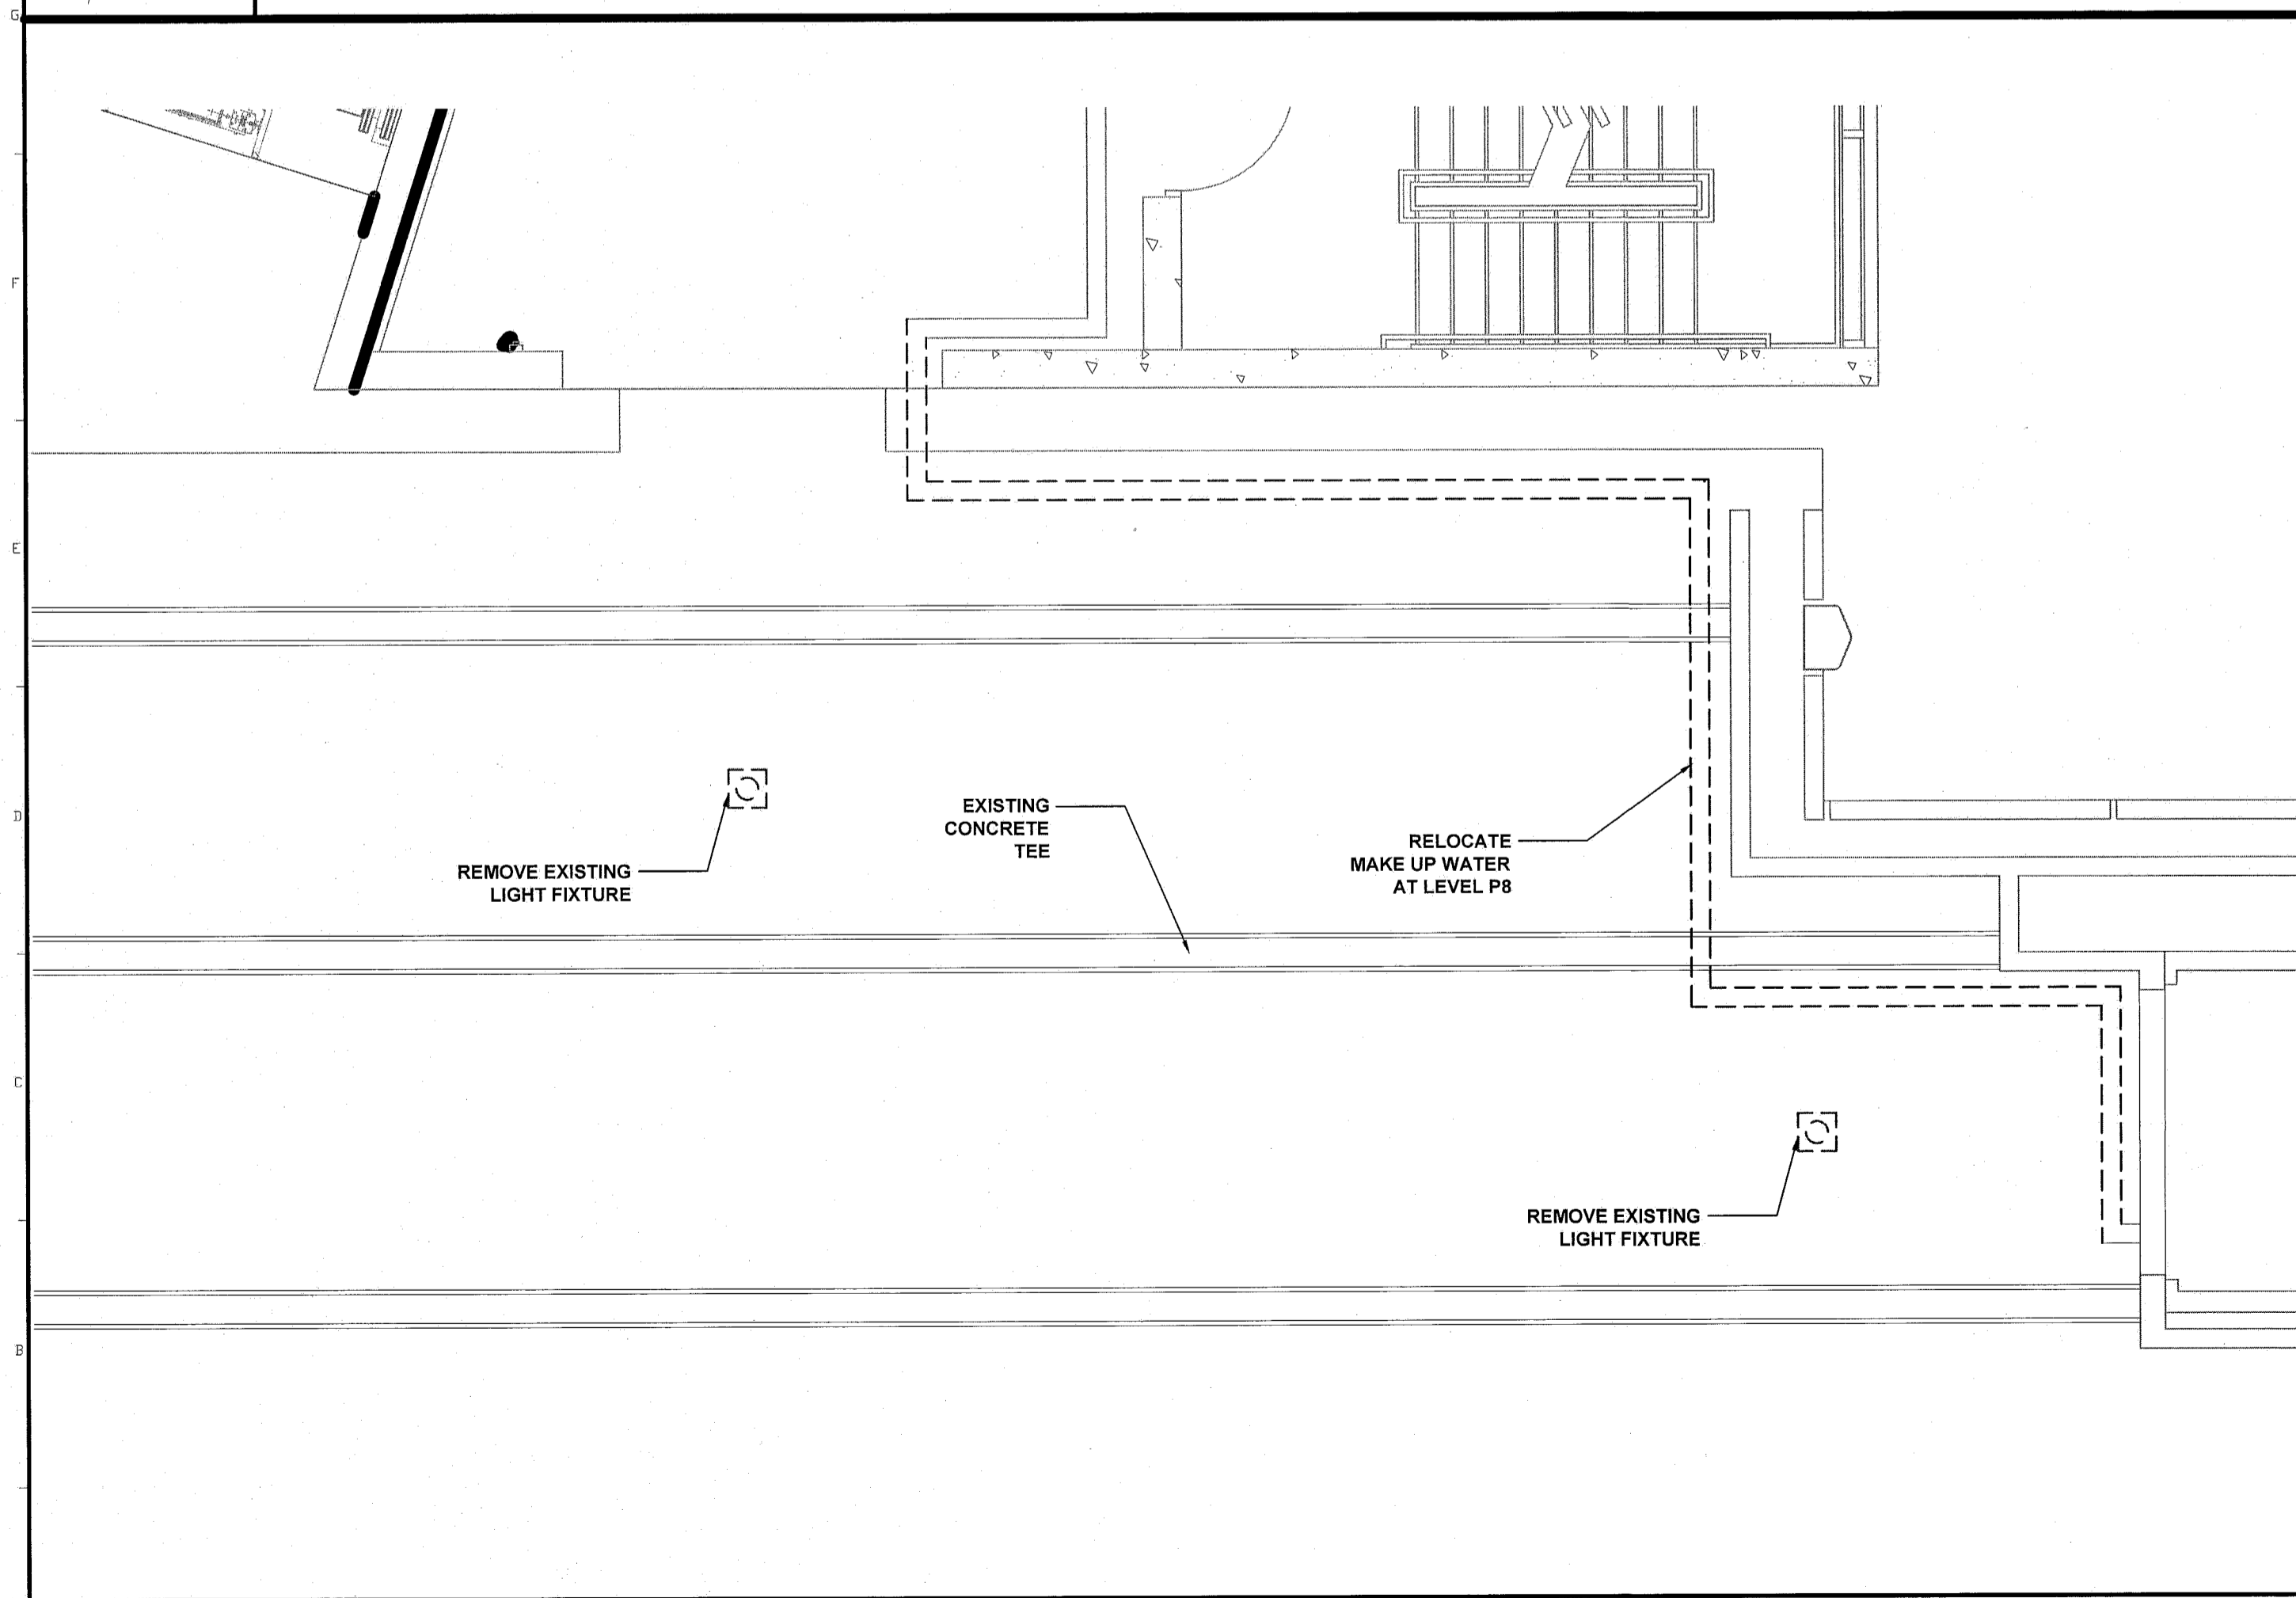 G
F
E
D
C
B
REMOVE EXISTING
LIGHT FIXTURE
EXISTING
CONCRETE
TEE
RELOCATE
MAKE UP WATER
AT LEVEL P8
REMOVE EXISTING
LIGHT FIXTURE